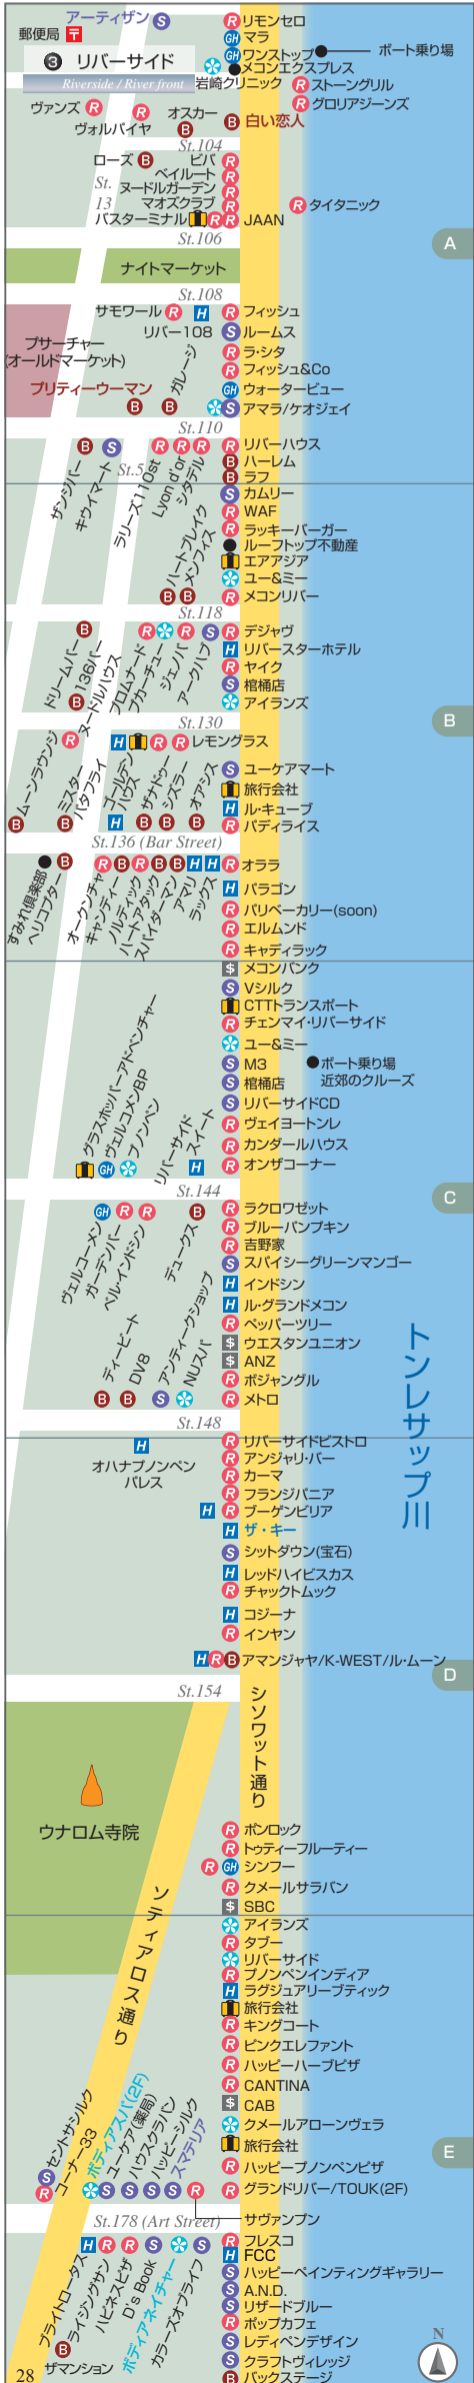 アーティザン S
郵便局 〒
R リモンセロ
GH マラ
GH ワンストップ
ボート乗り場
3 リバーサイド
Riverside / River front
メコンエクスプレス
岩崎クリニック
R ストーングリル
R グロリアジーンズ
ヴァンズ R
R
ヴォルパイヤ
オスカー
B
B 白い恋人
St.104
ローズ B
ビバ R
ベイルート R
ヌードルガーデン R
マオズクラブ R
R タイタニック
バスターミナル R R JAAN
St.
13
St.106
A
ナイトマーケット
St.108
サモワール R H R フィッシュ
リバー108 S ルームス
R ラ・シタ
R フィッシュ&Co
プサーチャー
(オールドマーケット)
ガレージ
プリティーウーマン
GH ウォータービュー
B B S アマラ/ケオジェイ
St.110
B S R R R R リバーハウス
ザンジバー
キウイマート
St.5
ラリーズ110st
Lyon d'or
シタデル
B ハーレム
B ラフ
S カムリー
R WAF
R ラッキーバーガー
ルーフトップ不動産
エアアジア
ユー&ミー
ハートブレイク
メンフィス
B B R メコンリバー
St.118
B R R S R デジャヴ
H リバースターホテル
R ヤイク
S 棺桶店
アイランズ
ドリームバー
136バー
B
ヌードルハウス
プロムナード
ブカーチュー
ジェノバ
アークハブ
St.130
R H R R レモングラス
ムーンラウンジ
ミスター
バタフライ
ゴールデン
ハウス
サナドゥー
シズラー
オアシス
S ユーケアマート
旅行会社
H ル・キューブ
B B H B B B R パディライス
B
St.136 (Bar Street)
B R B R B B H H R オララ
すみれ倶楽部
ヘリコプター
オーケンチャ
キャンディー
ノルディック
ハートアタック
スパイダーマン
アマリ
ラックス
H パラゴン
R パリベーカリー(soon)
R エルムンド
R キャディラック
$ メコンバンク
S Vシルク
CTTトランスポート
R チェンマイ・リバーサイド
ユー&ミー
S M3
ボート乗り場
近郊のクルーズ
S 棺桶店
S リバーサイドCD
R ヴェイヨートンレ
R カンダールハウス
グラスホッパーアドベンチャー
ヴェルコメンBP
プノンペン
リバーサイド
スイート
GH H R オンザコーナー
St.144
C
GH R R B R ラクロワゼット
ヴェルコーメン
ガーデンバー
ベル・インドシン
デュークス
R ブルーパンプキン
R 吉野家
S スパイシーグリーンマンゴー
H インドシン
H ル・グランドメコン
R ペッパーツリー
$ ウエスタンユニオン
$ ANZ
R ボジャングル
ディーピート
DV8
アンティークショップ
NUスパ
B B S R メトロ
St.148
トンレサップ川
H
オハナプノンペン
パレス
R リバーサイドビストロ
R アンジャリ・バー
R カーマ
R フランジパニア
H R ブーゲンビリア
H ザ・キー
S シットダウン(宝石)
H レッドハイビスカス
R チャックトムック
H コジーナ
R インヤン
H R B アマンジャヤ/K-WEST/ル・ムーン
D
St.154
シソワット通り
ウナロム寺院
R ボンロック
R トゥティーフルーティー
R GH シンフー
R クメールサラバン
$ SBC
ソティアロス通り
アイランズ
R タブー
リバーサイド
R プノンペンインディア
H ラグジュアリーブティック
旅行会社
R キングコート
R ピンクエレファント
R ハッピーハーブピザ
R CANTINA
$ CAB
クメールアローンヴェラ
旅行会社
E
R ハッピープノンペンピザ
セントサシルク
コーナー33
ボディアスパ(2F)
ユーケア(薬局)
ハウスクラバン
ハッピーシルク
スマテリア
S
R S S S S R R グランドリバー/TOUK(2F)
サヴァンブン
St.178 (Art Street)
H R R S S R フレスコ
H FCC
ブライトロータス
ライジングサン
ハピネスピザ
D's Book
ボディアネイチャー
カラーズオブライフ
S ハッピーペインティングギャラリー
S A.N.D.
S リザードブルー
R ポップカフェ
S レディペンデザイン
S クラフトヴィレッジ
B バックステージ
B
ザマンション
N
28